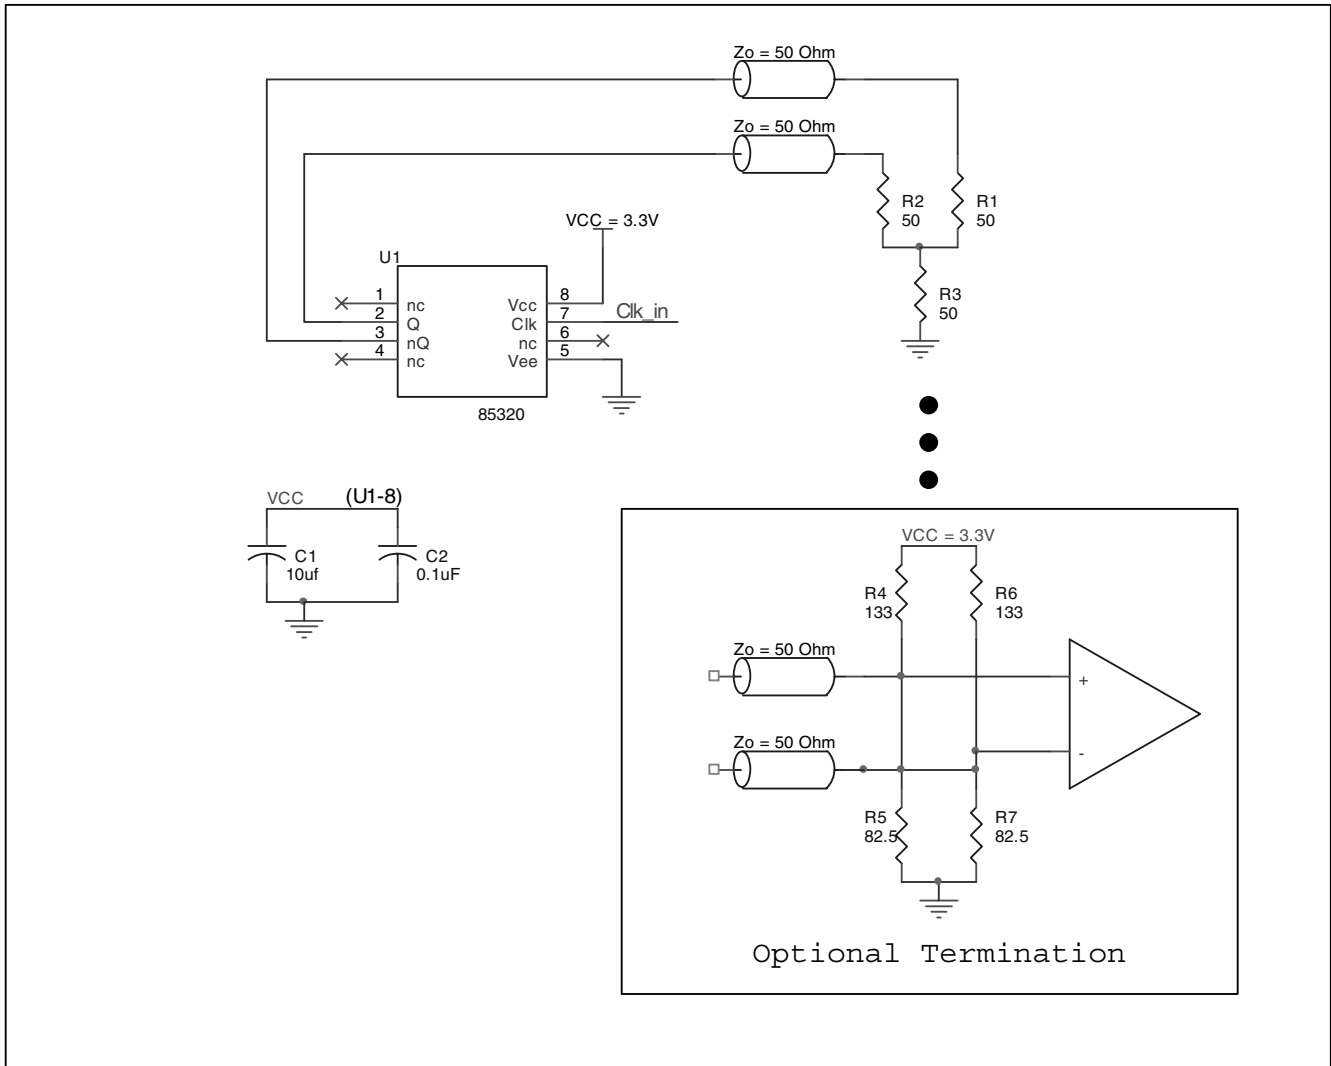 Zo = 50 Ohm
Zo = 50 Ohm
R2
50
R1
50
R3
50
VCC = 3.3V
U1
1
2
3
4
nc
Q
nQ
nc
Vcc
Clk
nc
Vee
8
7
6
5
Clk_in
85320
VCC
(U1-8)
C1
10uf
C2
0.1uF
VCC = 3.3V
R4
133
R6
133
Zo = 50 Ohm
+
Zo = 50 Ohm
-
R5
82.5
R7
82.5
Optional Termination